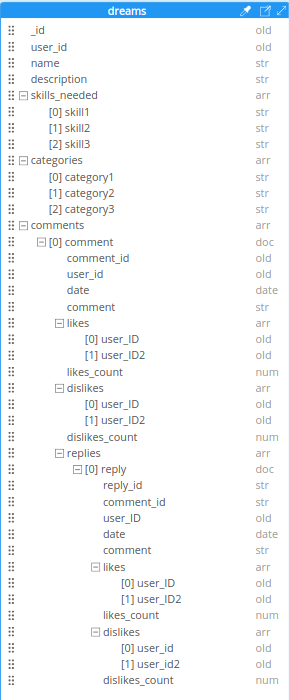 dreams
_id old
user_id old
name str
description str
skills_needed arr
[0] skill1 str
[1] skill2 str
[2] skill3 str
categories arr
[0] category1 str
[1] category2 str
[2] category3 str
comments arr
[0] comment doc
comment_id old
user_id old
date date
comment str
likes arr
[0] user_ID old
[1] user_ID2 old
likes_count num
dislikes arr
[0] user_ID old
[1] user_ID2 old
dislikes_count num
replies arr
[0] reply doc
reply_id str
comment_id str
user_ID old
date date
comment str
likes arr
[0] user_ID old
[1] user_ID2 old
likes_count num
dislikes arr
[0] user_id old
[1] user_id2 old
dislikes_count num